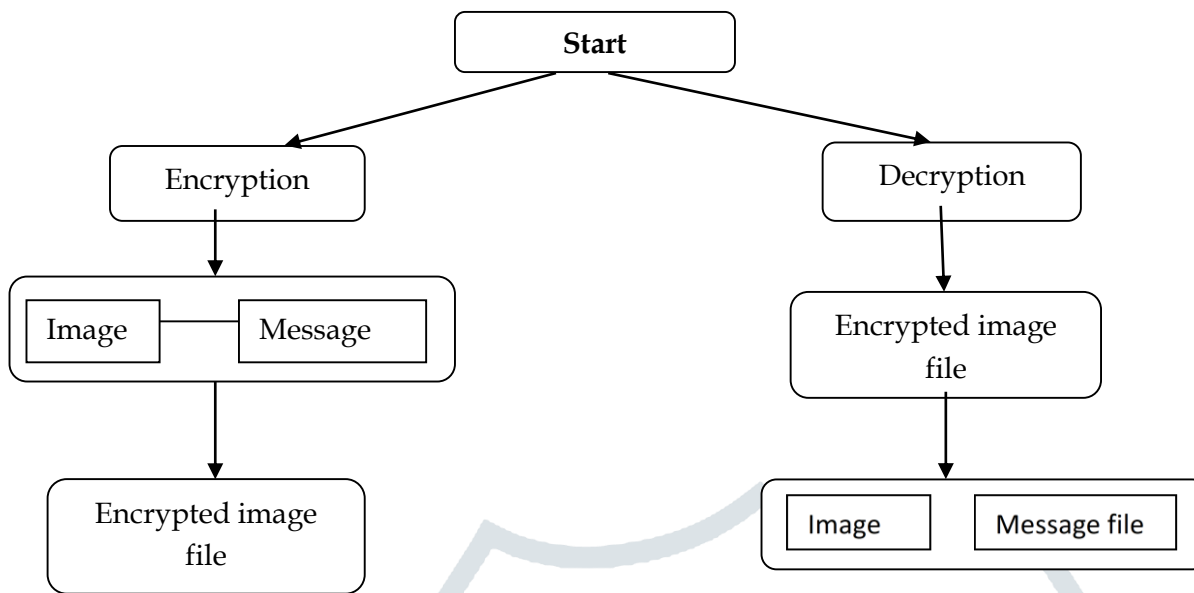 Start
Encryption
Decryption
Image
Message
Encrypted image
file
Encrypted image
file
Image
Message file